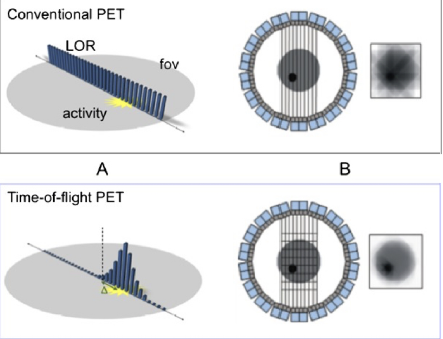 Conventional PET
LOR
fov
activity
A
B
Time-of-flight PET
Δ